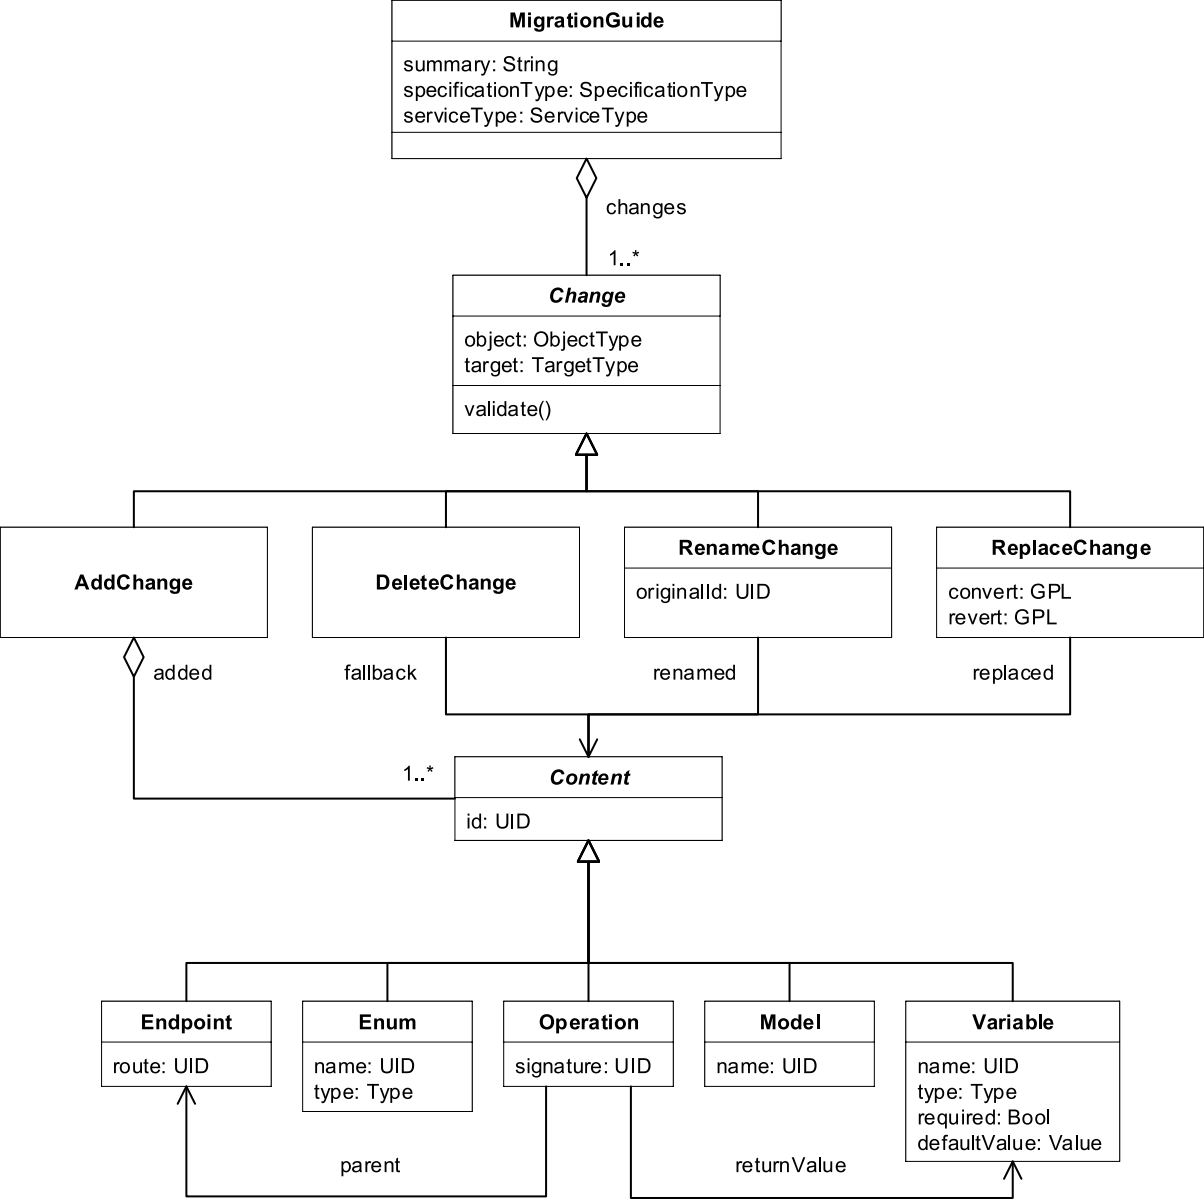 MigrationGuide
summary: String
specificationType: SpecificationType
serviceType: ServiceType
changes
1..*
Change
object: ObjectType
target: TargetType
validate()
AddChange
DeleteChange
RenameChange
originalId: UID
ReplaceChange
convert: GPL
revert: GPL
added
fallback
renamed
replaced
1..*
Content
id: UID
Endpoint
route: UID
Enum
name: UID
type: Type
Operation
signature: UID
Model
name: UID
Variable
name: UID
type: Type
required: Bool
defaultValue: Value
parent
returnValue